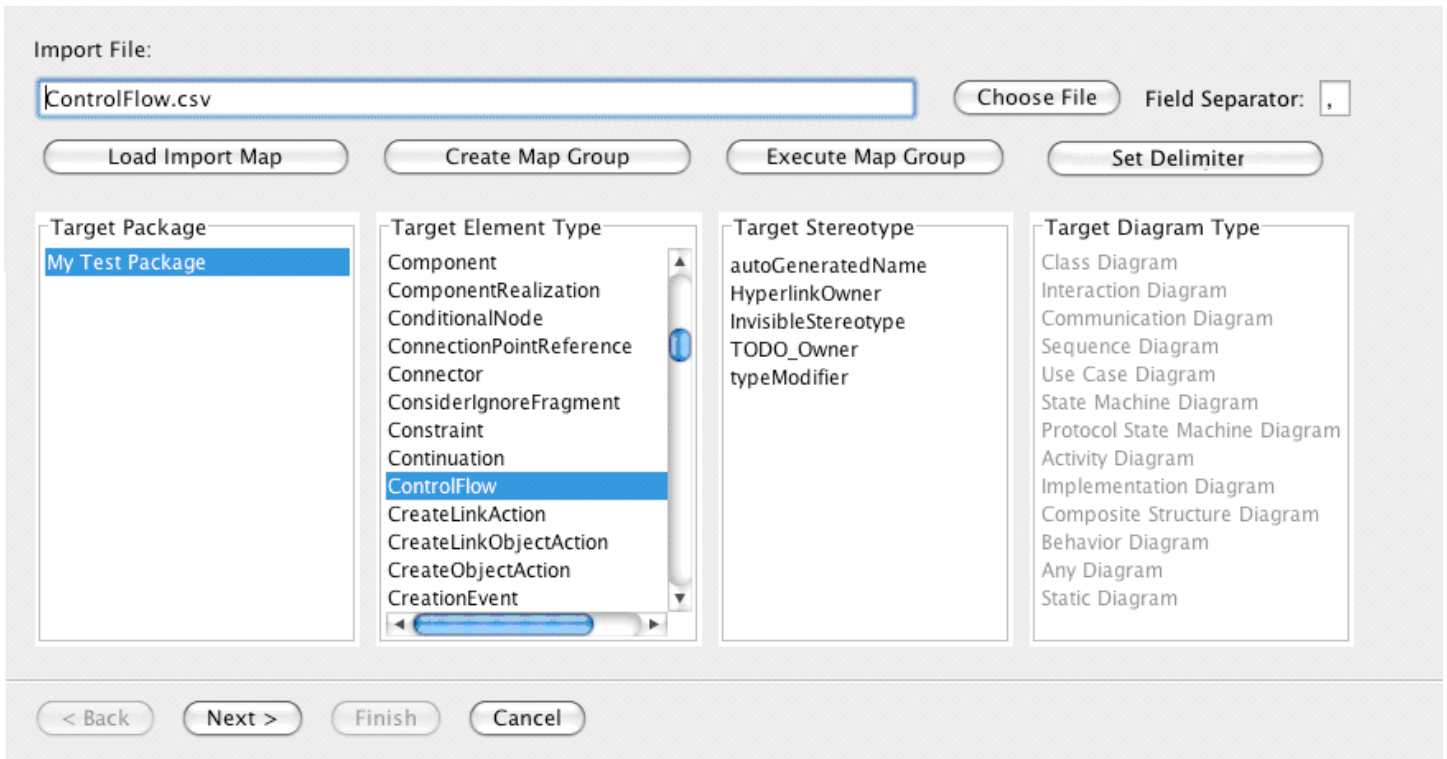 Import File:
ControlFlow.csv
Choose File
Field Separator: ,
Load Import Map
Create Map Group
Execute Map Group
Set Delimiter
Target Package
My Test Package
Target Element Type
Component
ComponentRealization
ConditionalNode
ConnectionPointReference
Connector
ConsiderIgnoreFragment
Constraint
Continuation
ControlFlow
CreateLinkAction
CreateLinkObjectAction
CreateObjectAction
CreationEvent
Target Stereotype
autoGeneratedName
HyperlinkOwner
InvisibleStereotype
TODO_Owner
typeModifier
Target Diagram Type
Class Diagram
Interaction Diagram
Communication Diagram
Sequence Diagram
Use Case Diagram
State Machine Diagram
Protocol State Machine Diagram
Activity Diagram
Implementation Diagram
Composite Structure Diagram
Behavior Diagram
Any Diagram
Static Diagram
< Back
Next >
Finish
Cancel